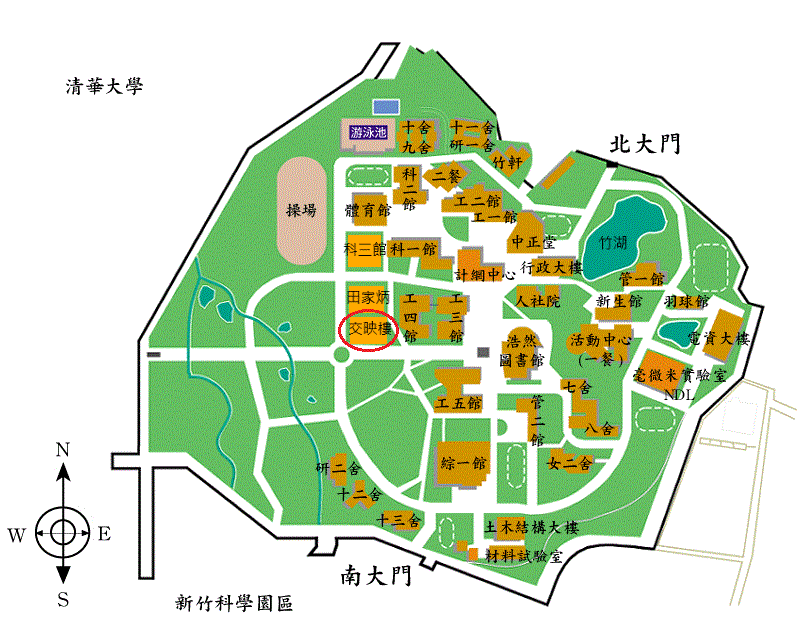 清華大學
北大門
游泳池
十舍
九舍
十一舍
研一舍
竹軒
科二館
二餐
操場
體育館
工二館
工一館
中正堂
竹湖
科三館
科一館
計網中心
行政大樓
管一館
田家炳
工四館
工三館
人社院
新生館
羽球館
交映樓
浩然
圖書館
活動中心
(一餐)
電資大樓
毫微米實驗室
NDL
工五館
管二館
七舍
八舍
綜一館
女二舍
研二舍
十二舍
十三舍
土木結構大樓
材料試驗室
南大門
新竹科學園區
N
W
E
S